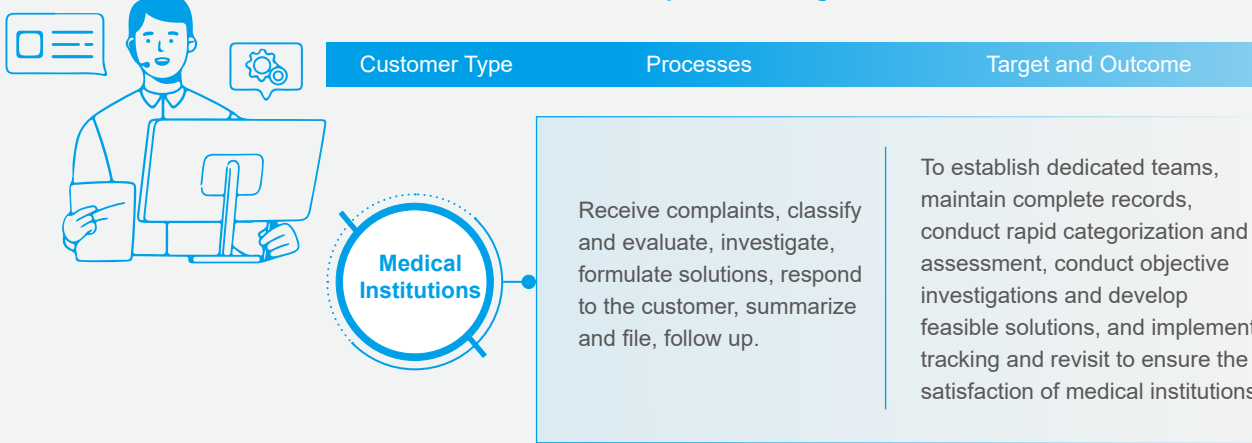 Customer Type
Processes
Target and Outcome
Medical
Institutions
Receive complaints, classify
and evaluate, investigate,
formulate solutions, respond
to the customer, summarize
and file, follow up.
To establish dedicated teams,
maintain complete records,
conduct rapid categorization and
assessment, conduct objective
investigations and develop
feasible solutions, and implement
tracking and revisit to ensure the
satisfaction of medical institutions